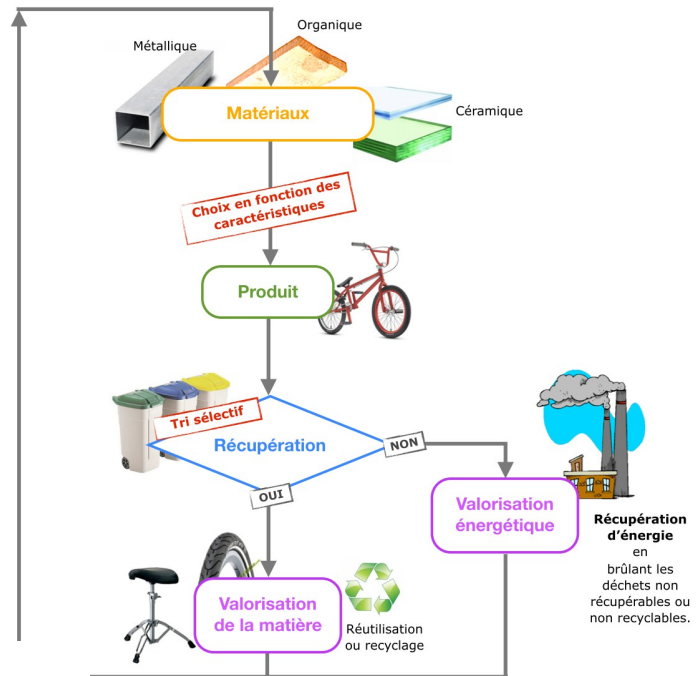 Organique
Métallique
Matériaux
Céramique
Choix en fonction des
caractéristiques
Produit
Tri sélectif
Récupération
NON
OUI
Valorisation
énergétique
Récupération
d'énergie
en
brûlant les
déchets non
récupérables ou
non recyclables.
Valorisation
de la matière
Réutilisation
ou recyclage